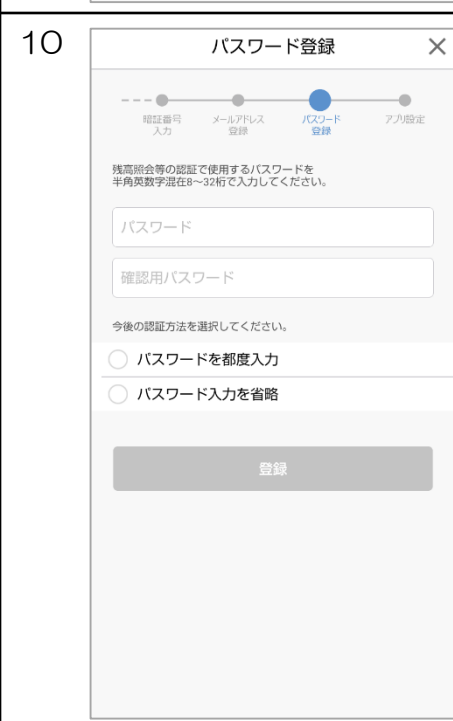 10
パスワード登録
暗証番号
入力
メールアドレス
登録
パスワード
登録
アプリ設定
残高照会等の認証で使用するパスワードを
半角英数字混在8～32桁で入力してください。
パスワード
確認用パスワード
今後の認証方法を選択してください。
パスワードを都度入力
パスワード入力を省略
登録